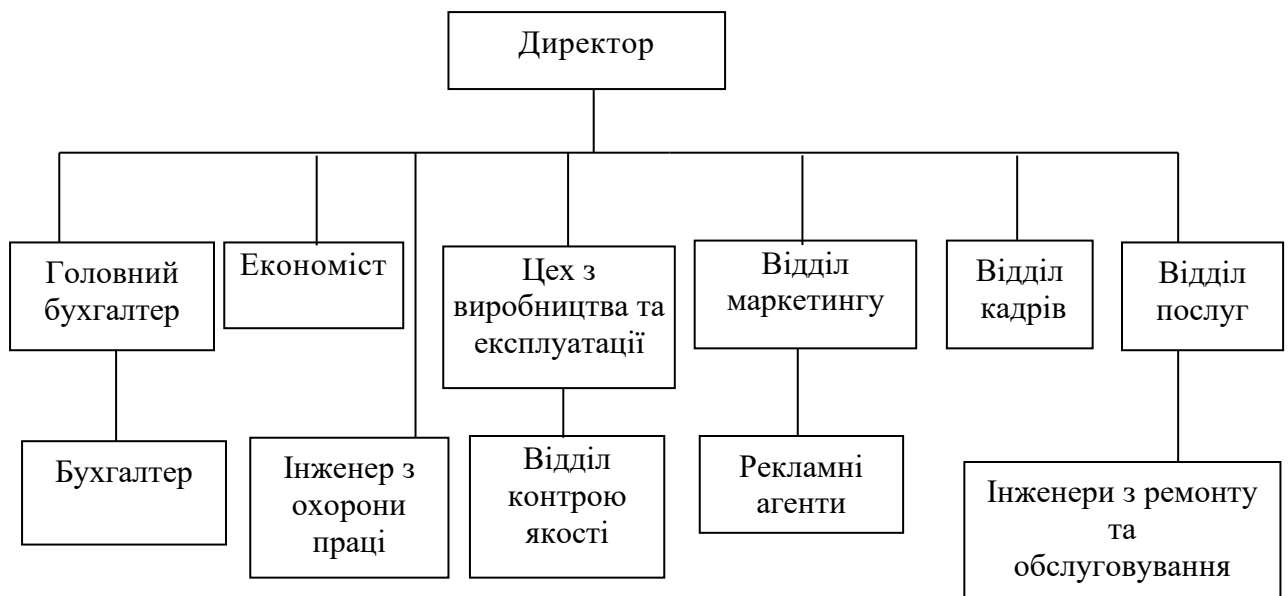 Директор
Головний
бухгалтер
Економіст
Цех з
виробництва та
експлуатації
Відділ
маркетингу
Відділ
кадрів
Відділ
послуг
Бухгалтер
Інженер з
охорони
праці
Відділ
контрою
якості
Рекламні
агенти
Інженери з ремонту
та
обслуговування